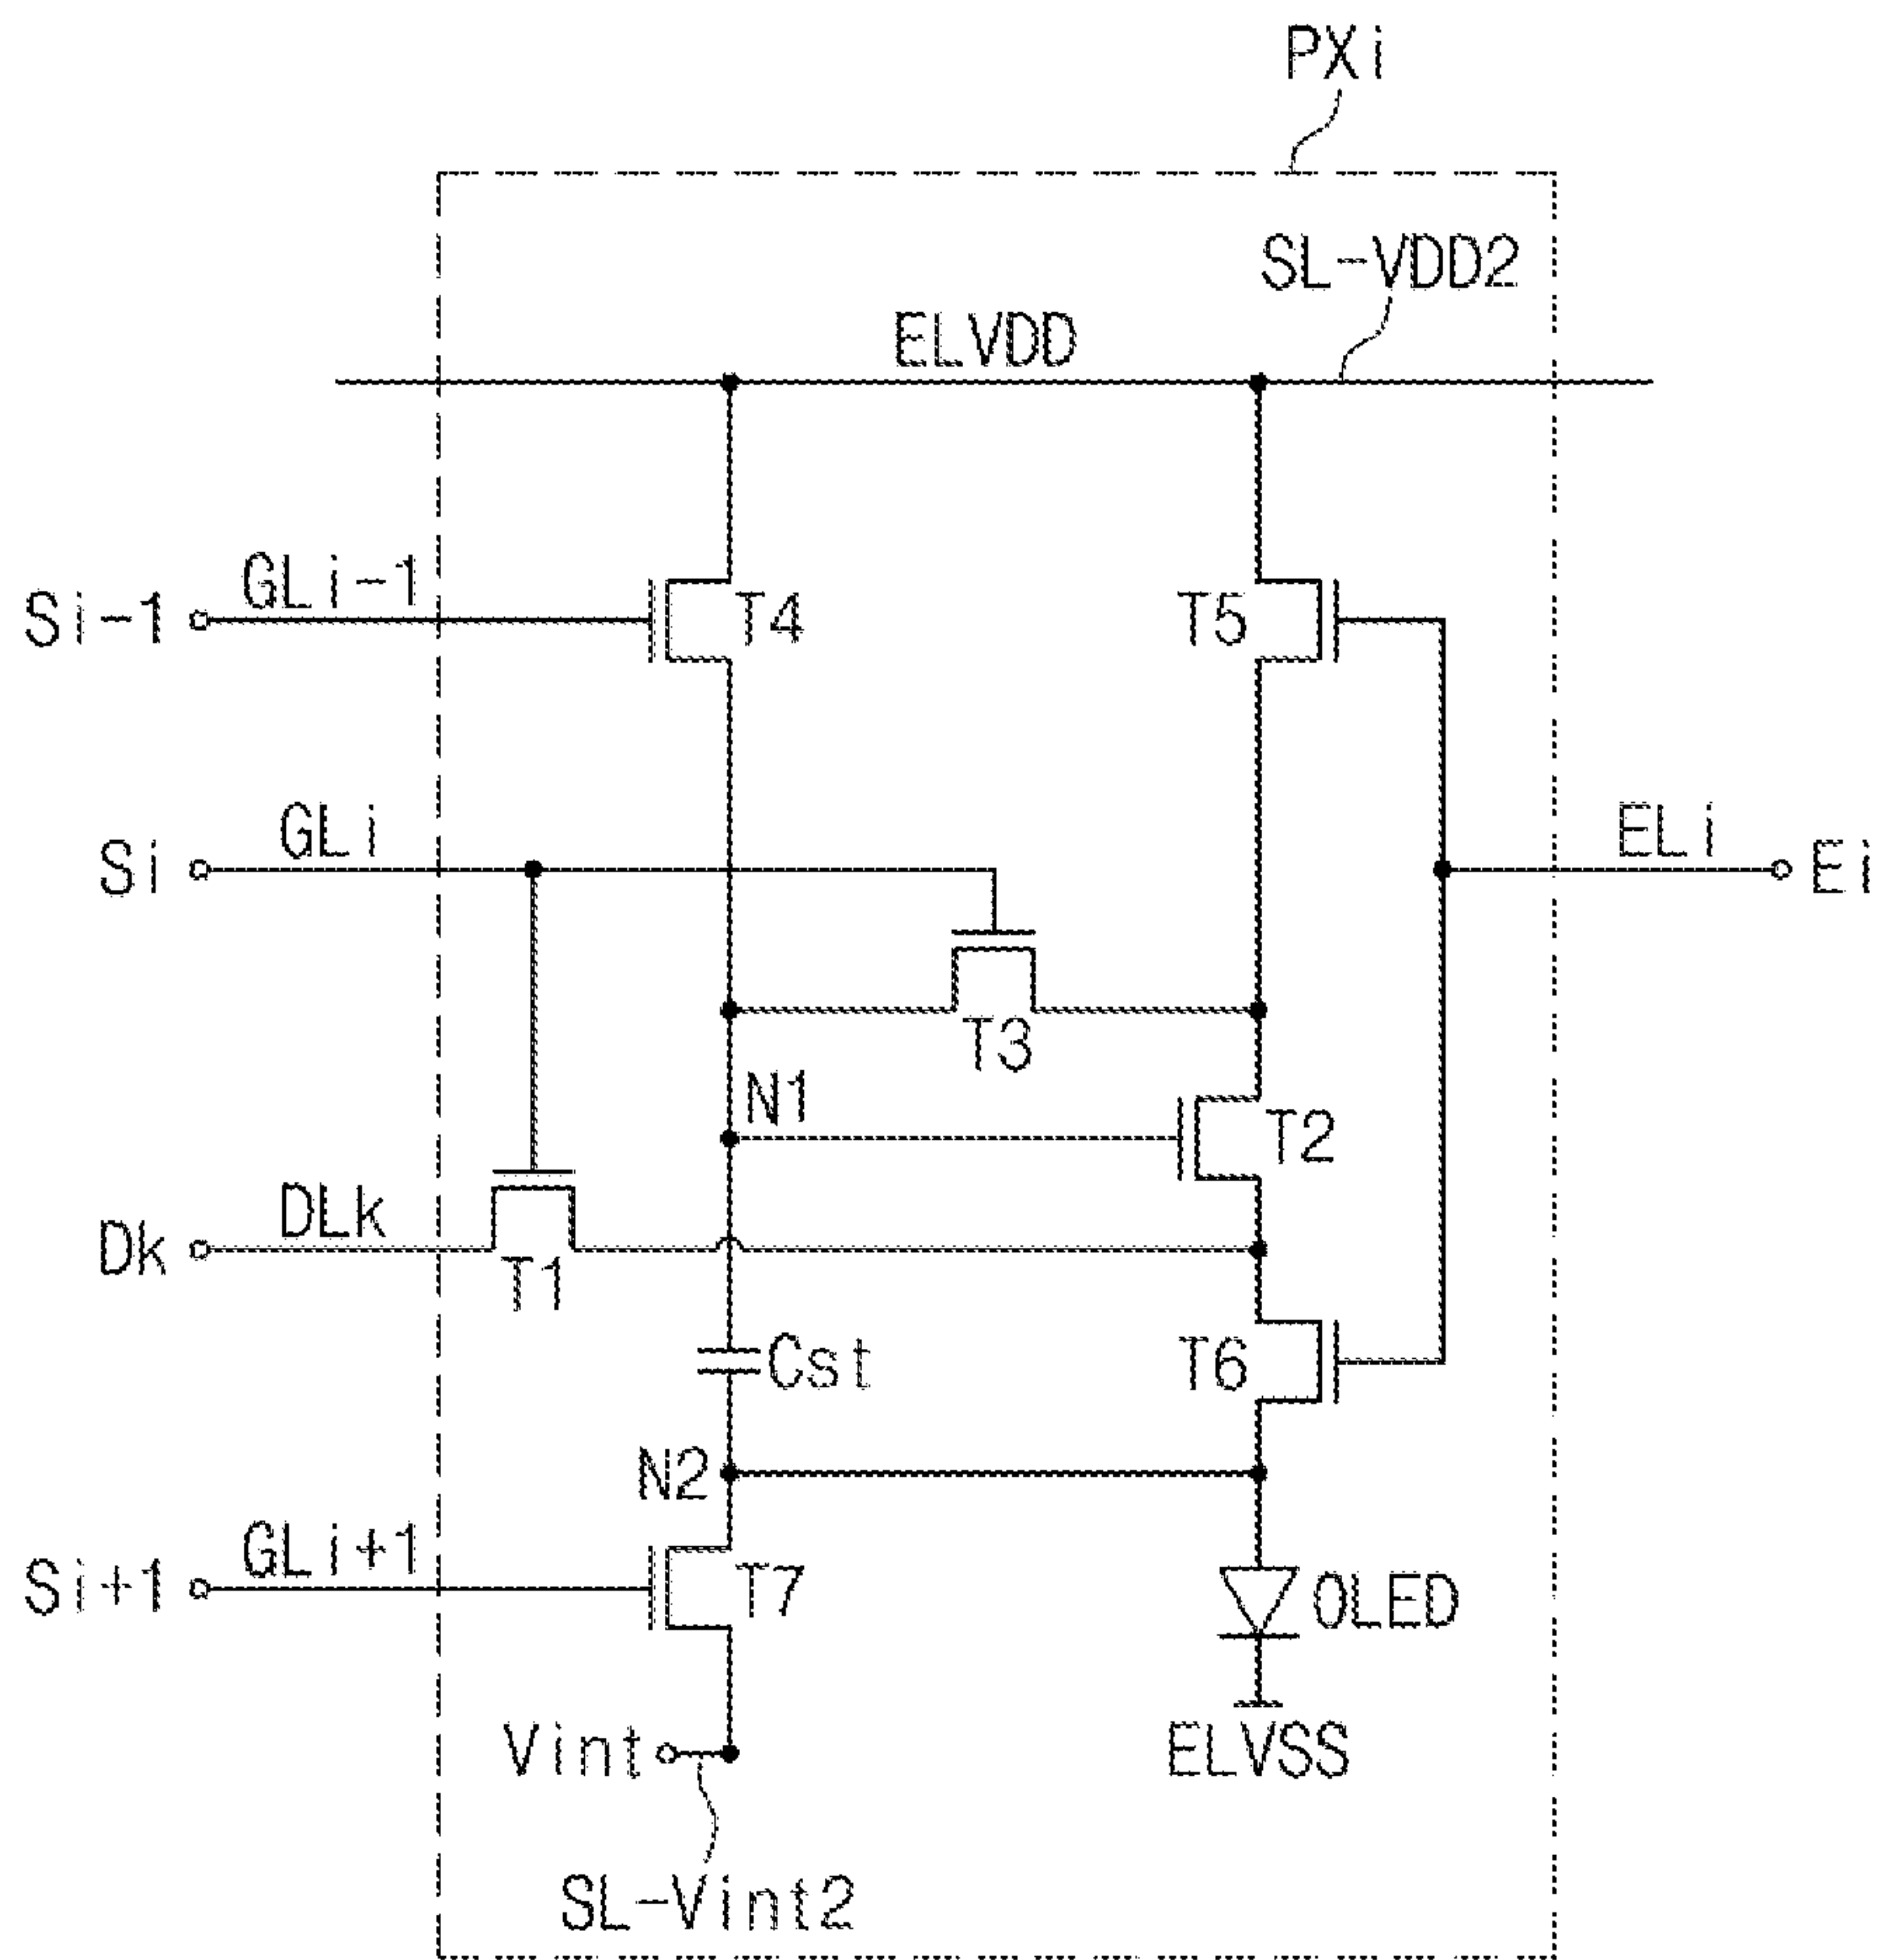 PXi
SL-VDD2
ELVDD
Si-1
GLi-1
T4
T5
Si
GLi
ELi
Ei
T3
N1
T2
Dk
DLk
T1
Cst
T6
N2
Si+1
GLi+1
T7
OLED
Vint
ELVSS
SL-Vint2